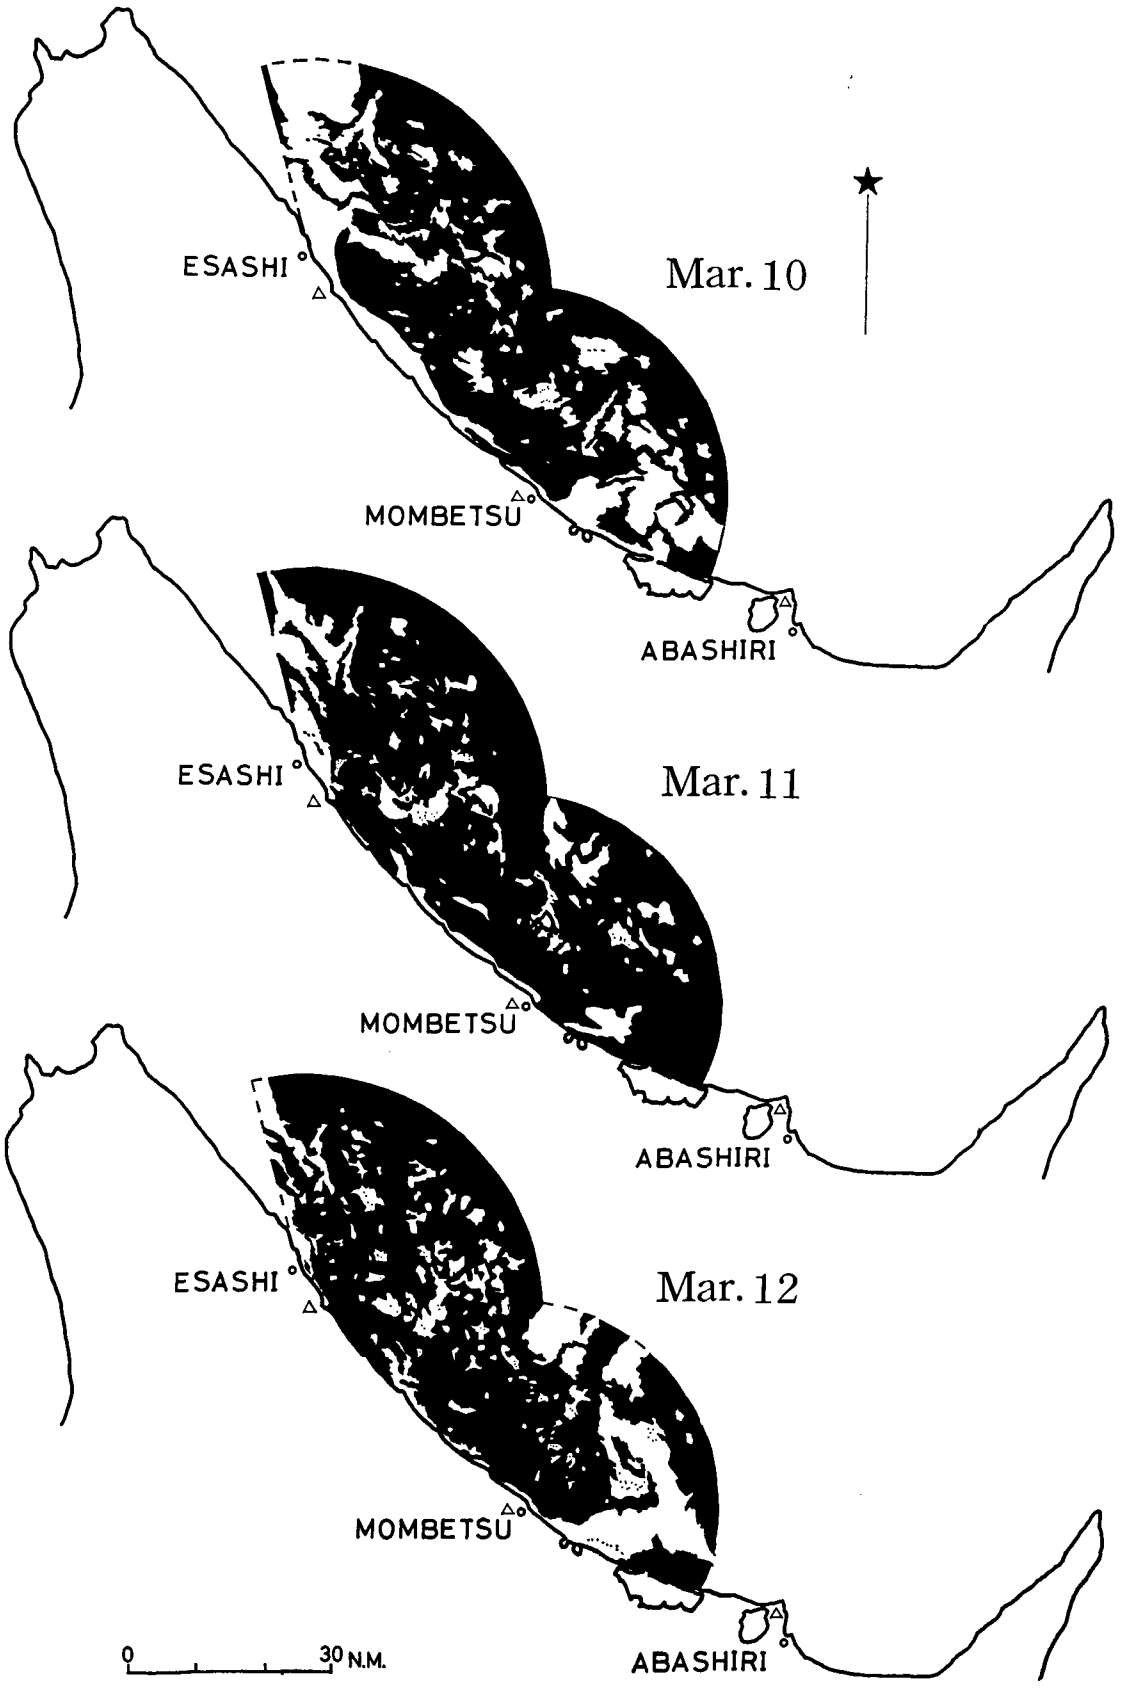 ESASHI
Mar. 10
MOMBETSU
ABASHIRI
ESASHI
Mar. 11
MOMBETSU
ABASHIRI
ESASHI
Mar. 12
MOMBETSU
ABASHIRI
0 30 N.M.